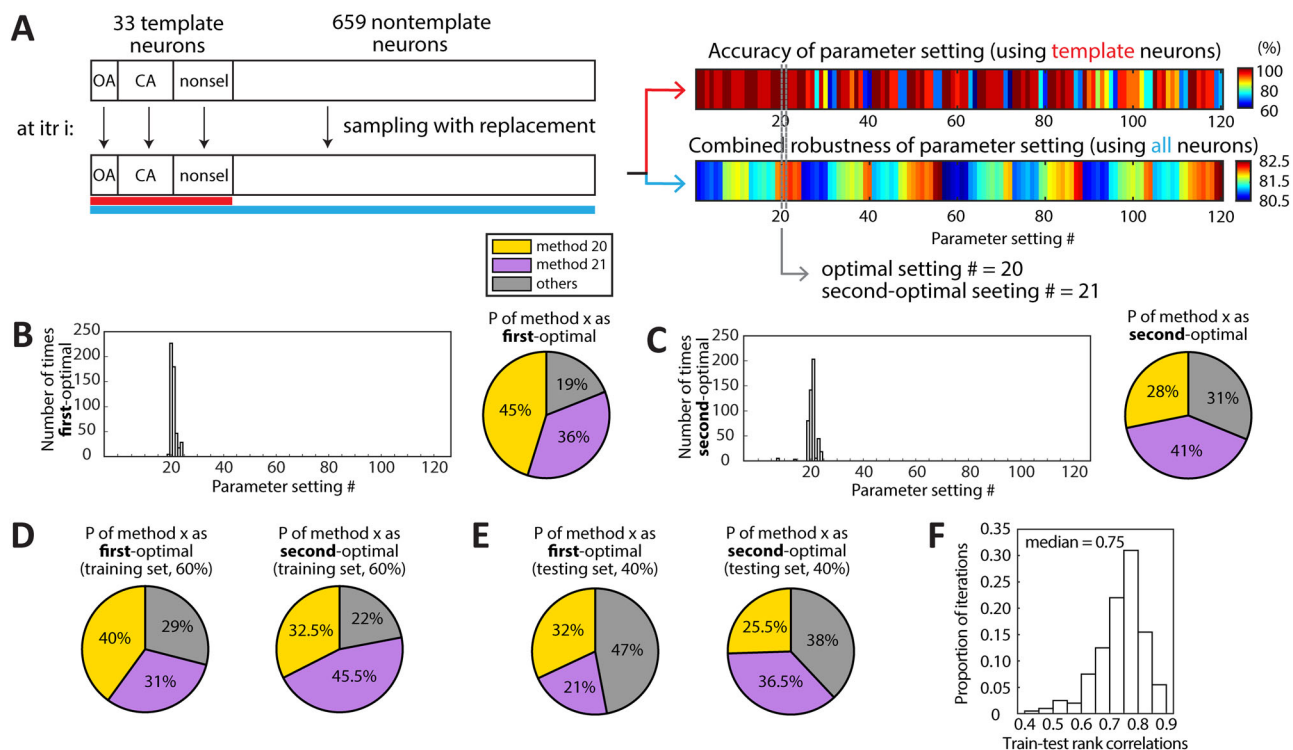 A
33 template
neurons
659 nontemplate
neurons
OA
CA
nonsel
at itr i:
sampling with replacement
OA
CA
nonsel
Accuracy of parameter setting (using template neurons)
(%)
100
80
60
20
40
60
80
100
120
Combined robustness of parameter setting (using all neurons)
82.5
81.5
80.5
20
40
60
80
100
120
Parameter setting #
optimal setting # = 20
second-optimal seeting # = 21
method 20
method 21
others
B
Number of times
first-optimal
250
200
150
100
50
0
20
40
60
80
100
120
Parameter setting #
P of method x as
first-optimal
45%
19%
36%
C
Number of times
second-optimal
250
200
150
100
50
0
20
40
60
80
100
120
Parameter setting #
P of method x as
second-optimal
28%
31%
41%
D
P of method x as
first-optimal
(training set, 60%)
40%
29%
31%
P of method x as
second-optimal
(training set, 60%)
32.5%
22%
45.5%
E
P of method x as
first-optimal
(testing set, 40%)
32%
47%
21%
P of method x as
second-optimal
(testing set, 40%)
25.5%
38%
36.5%
F
Proportion of iterations
0.35
0.30
0.25
0.20
0.15
0.10
0.05
0
median = 0.75
0.4
0.5
0.6
0.7
0.8
0.9
Train-test rank correlations